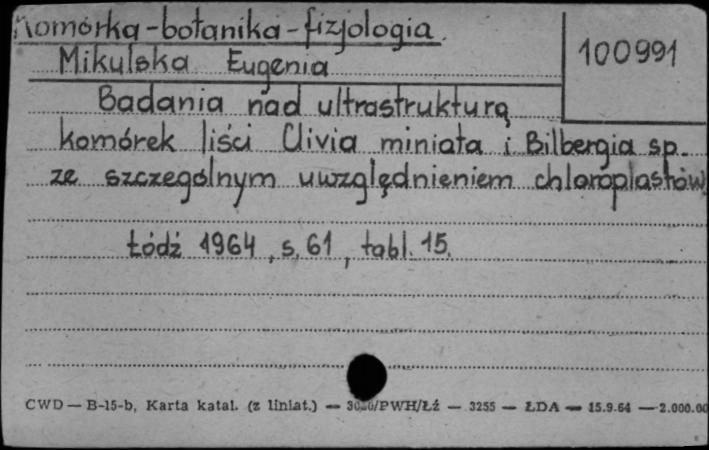 Komórka-botanika-fizjologia.
100991
Mikulska Eugenia
Badania nad ultrastrukturą
komórek liści Clivia miniata i Bilbergia sp.
ze szczególnym uwzględnieniem chloroplastów
Łódź 1964, s. 61, tabl. 15.
CWD — B-15-b, Karta katal. (z liniat.) — /PWH/Łź — 3255 — ŁDA — 15.9.64 — 2.000.00